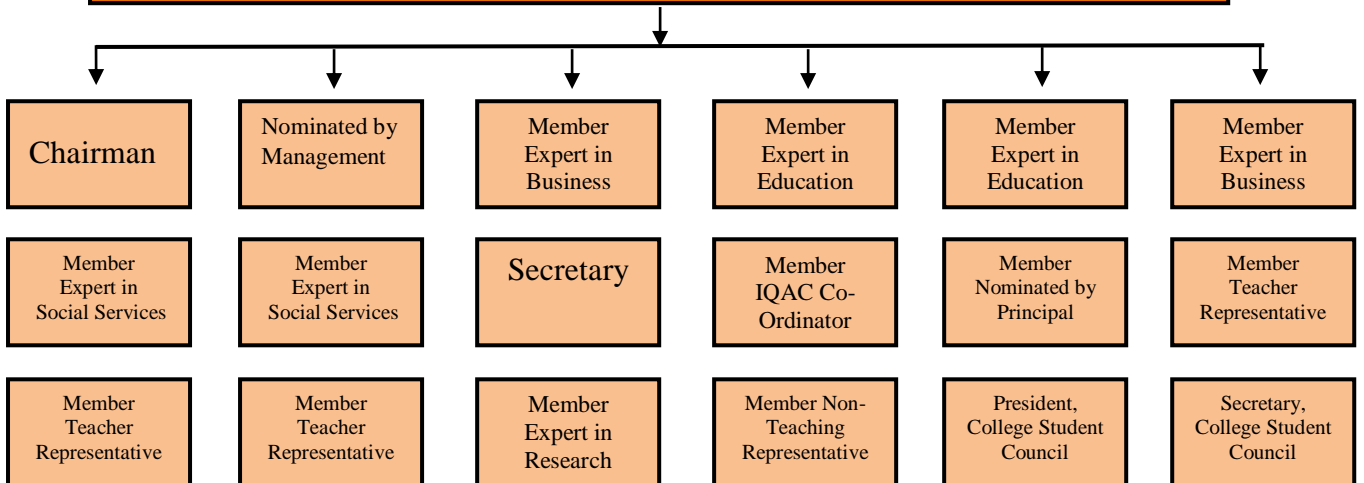 Chairman
Nominated by
Management
Member
Expert in
Business
Member
Expert in
Education
Member
Expert in
Education
Member
Expert in
Business
Member
Expert in
Social Services
Member
Expert in
Social Services
Secretary
Member
IQAC Co-
Ordinator
Member
Nominated by
Principal
Member
Teacher
Representative
Member
Teacher
Representative
Member
Teacher
Representative
Member
Expert in
Research
Member Non-
Teaching
Representative
President,
College Student
Council
Secretary,
College Student
Council